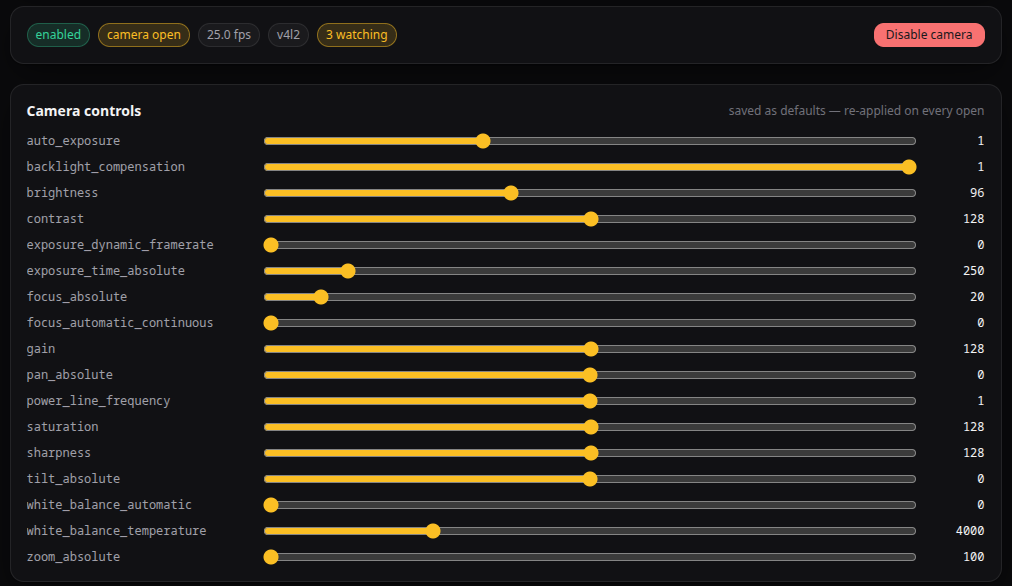 enabled camera open 25.0 fps v4l2 3 watching Disable camera
Camera controls saved as defaults — re-applied on every open
auto_exposure 1
backlight_compensation 1
brightness 96
contrast 128
exposure_dynamic_framerate 0
exposure_time_absolute 250
focus_absolute 20
focus_automatic_continuous 0
gain 128
pan_absolute 0
power_line_frequency 1
saturation 128
sharpness 128
tilt_absolute 0
white_balance_automatic 0
white_balance_temperature 4000
zoom_absolute 100